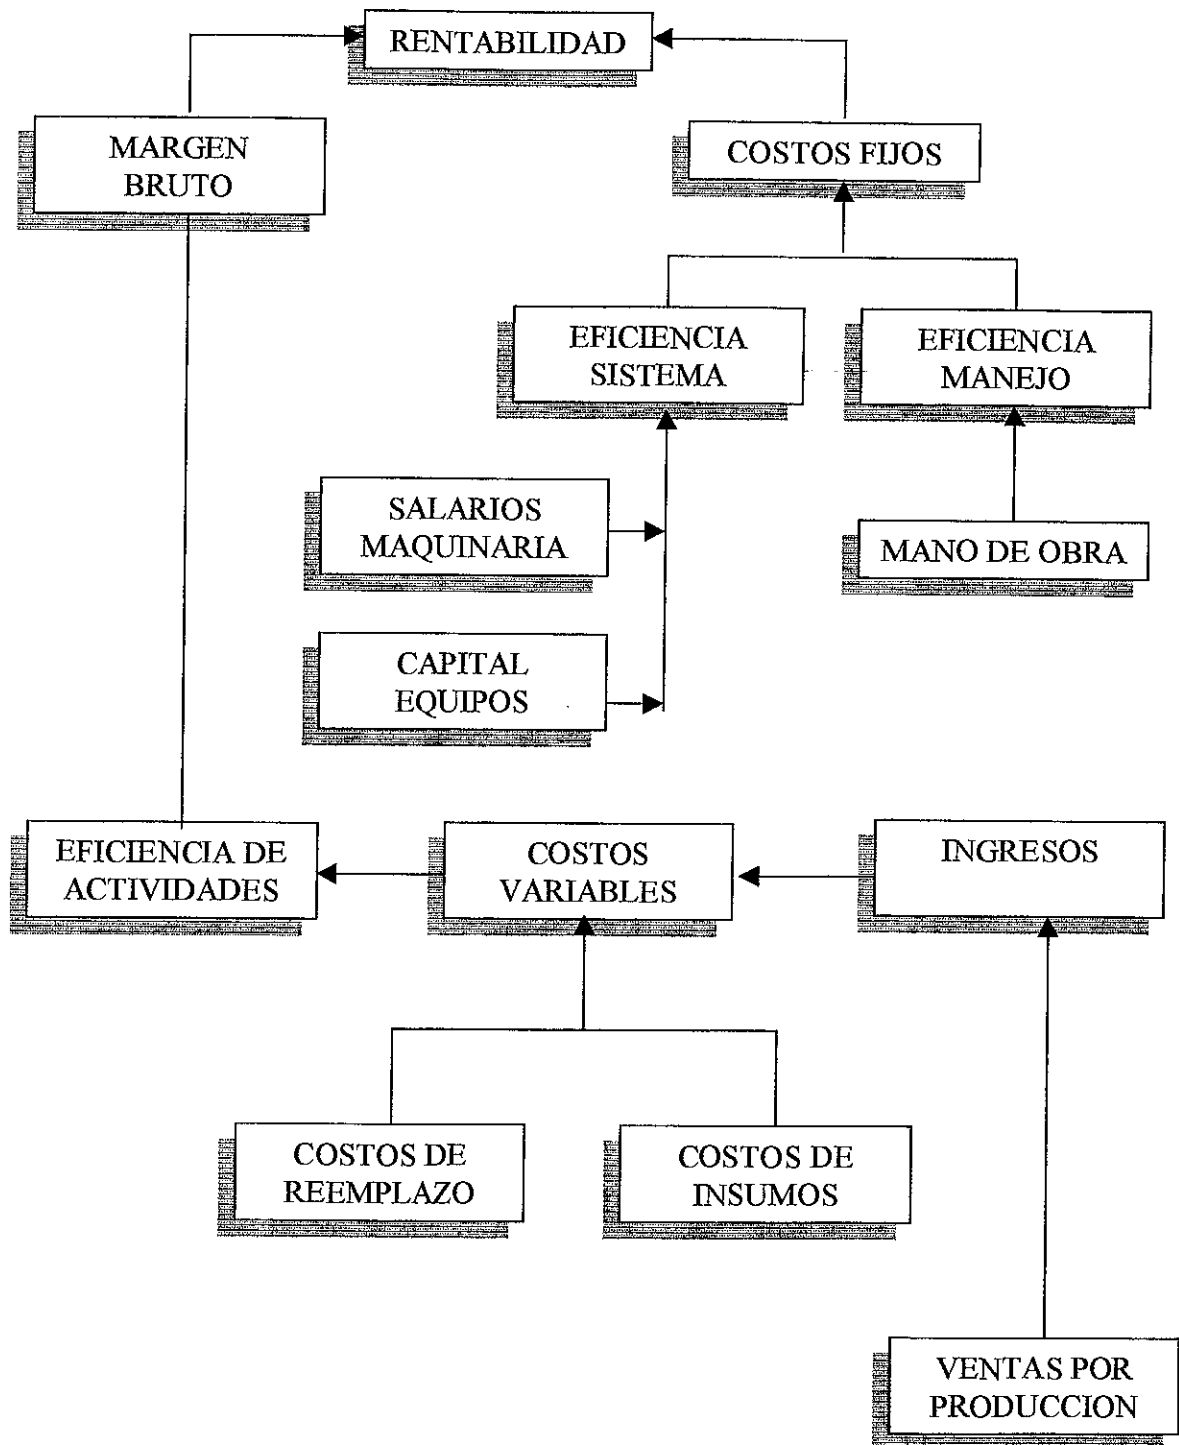 RENTABILIDAD
MARGEN
BRUTO
COSTOS FIJOS
EFICIENCIA
SISTEMA
EFICIENCIA
MANEJO
SALARIOS
MAQUINARIA
MANO DE OBRA
CAPITAL
EQUIPOS
EFICIENCIA DE
ACTIVIDADES
COSTOS
VARIABLES
INGRESOS
COSTOS DE
REEMPLAZO
COSTOS DE
INSUMOS
VENTAS POR
PRODUCCION